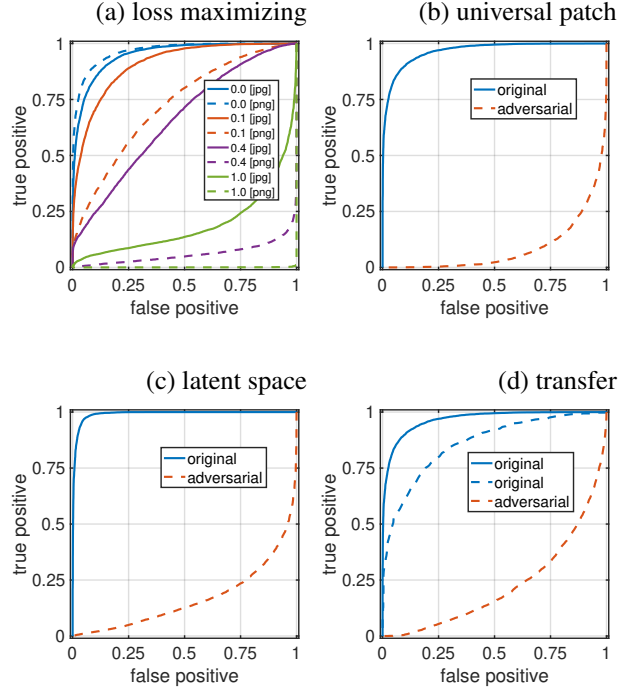 (a) loss maximizing
1
0.75
0.5
0.25
0
0 0.25 0.5 0.75 1
true positive
false positive
0.0 [jpg]
0.0 [png]
0.1 [jpg]
0.1 [png]
0.4 [jpg]
0.4 [png]
1.0 [jpg]
1.0 [png]
(b) universal patch
1
0.75
0.5
0.25
0
0 0.25 0.5 0.75 1
true positive
false positive
original
adversarial
(c) latent space
1
0.75
0.5
0.25
0
0 0.25 0.5 0.75 1
true positive
false positive
original
adversarial
(d) transfer
1
0.75
0.5
0.25
0
0 0.25 0.5 0.75 1
true positive
false positive
original
original
adversarial